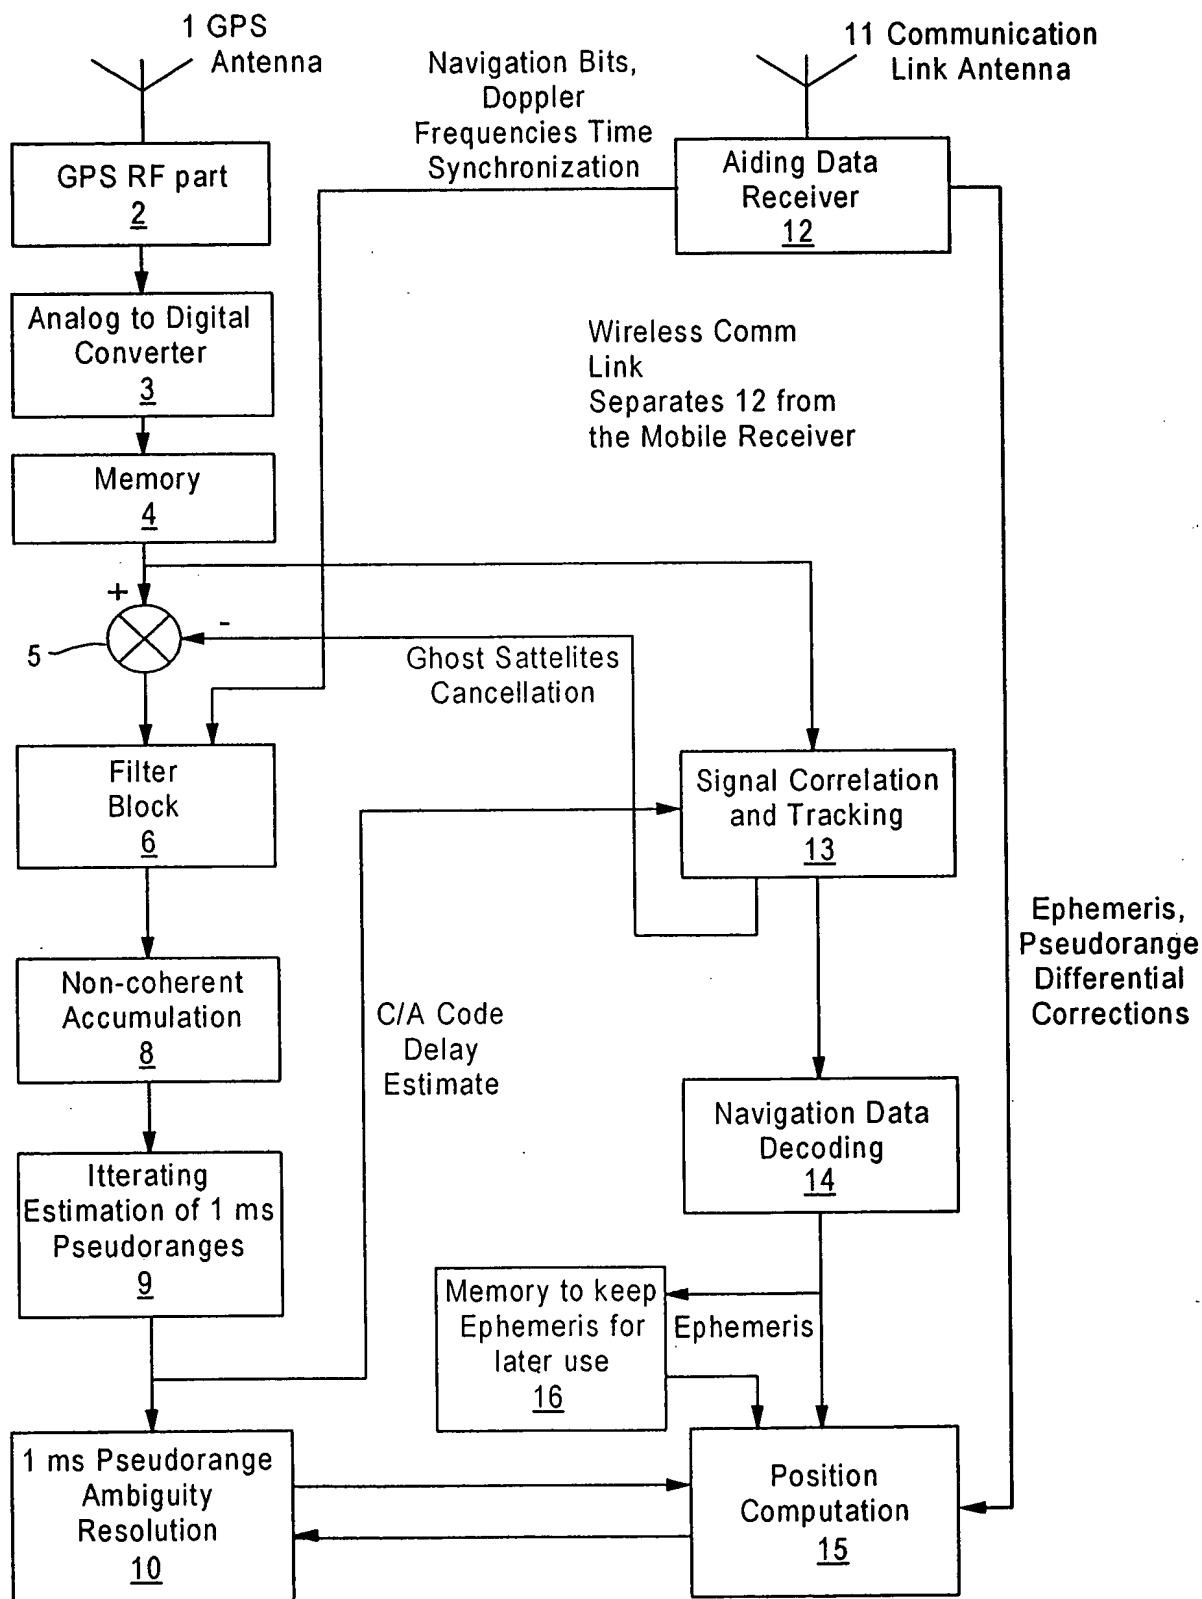 1 GPS
Antenna
GPS RF part
2
Analog to Digital
Converter
3
Memory
4
+
-
5
Filter
Block
6
Non-coherent
Accumulation
8
Itterating
Estimation of 1 ms
Pseudoranges
9
1 ms Pseudorange
Ambiguity
Resolution
10
Navigation Bits,
Doppler
Frequencies Time
Synchronization
11 Communication
Link Antenna
Aiding Data
Receiver
12
Wireless Comm
Link
Separates 12 from
the Mobile Receiver
Ghost Sattelites
Cancellation
Signal Correlation
and Tracking
13
C/A Code
Delay
Estimate
Ephemeris,
Pseudorange
Differential
Corrections
Navigation Data
Decoding
14
Memory to keep
Ephemeris for
later use
16
Ephemeris
Position
Computation
15